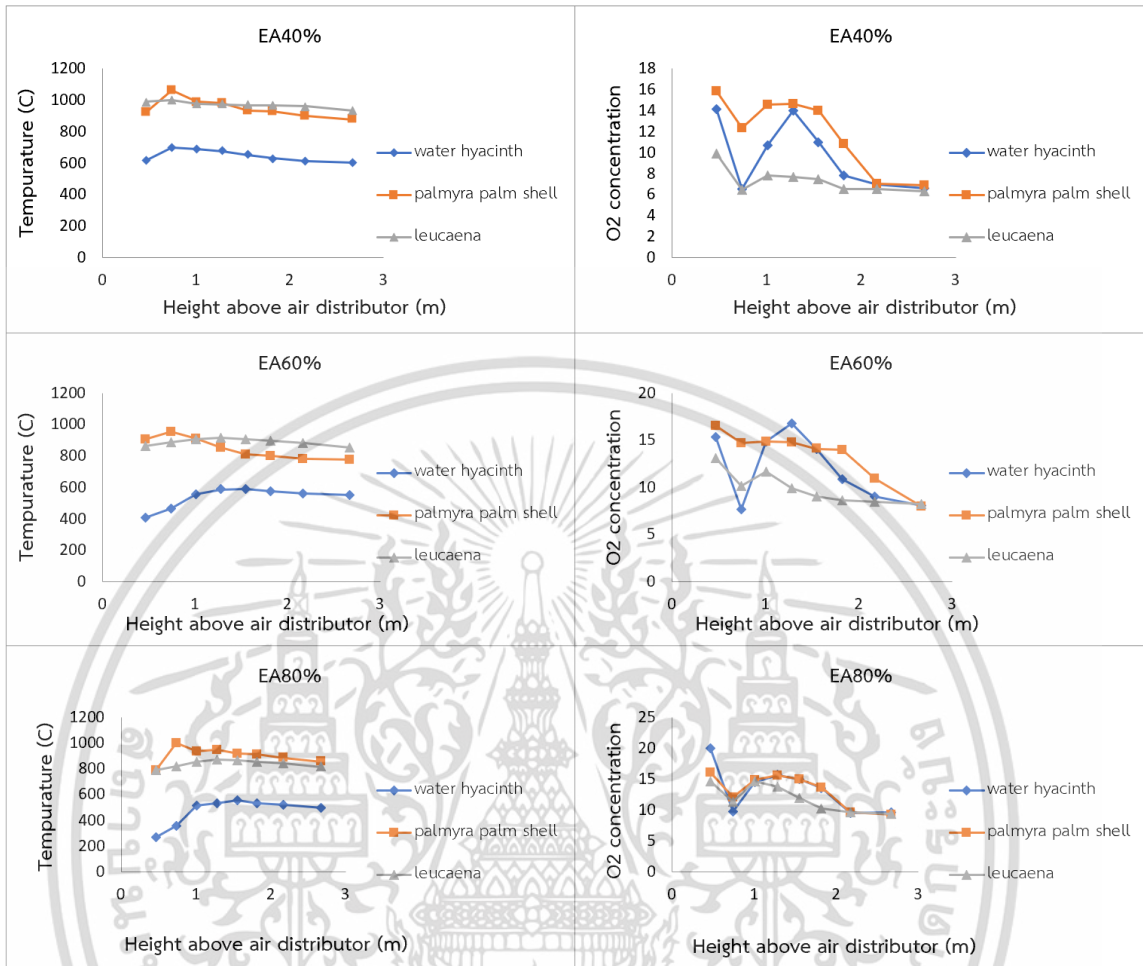 EA40%
Tempurature (C)
1200
1000
800
600
400
200
0
0 1 2 3
Height above air distributor (m)
water hyacinth
palmyra palm shell
leucaena
EA40%
O2 concentration
18
16
14
12
10
8
6
4
2
0
0 1 2 3
Height above air distributor (m)
water hyacinth
palmyra palm shell
leucaena
EA60%
Tempurature (C)
1200
1000
800
600
400
200
0
0 1 2 3
Height above air distributor (m)
water hyacinth
palmyra palm shell
leucaena
EA60%
O2 concentration
20
15
10
5
0
0 1 2 3
Height above air distributor (m)
water hyacinth
palmyra palm shell
leucaena
EA80%
Tempurature (C)
1200
1000
800
600
400
200
0
0 1 2 3
Height above air distributor (m)
water hyacinth
palmyra palm shell
leucaena
EA80%
O2 concentration
25
20
15
10
5
0
0 1 2 3
Height above air distributor (m)
water hyacinth
palmyra palm shell
leucaena